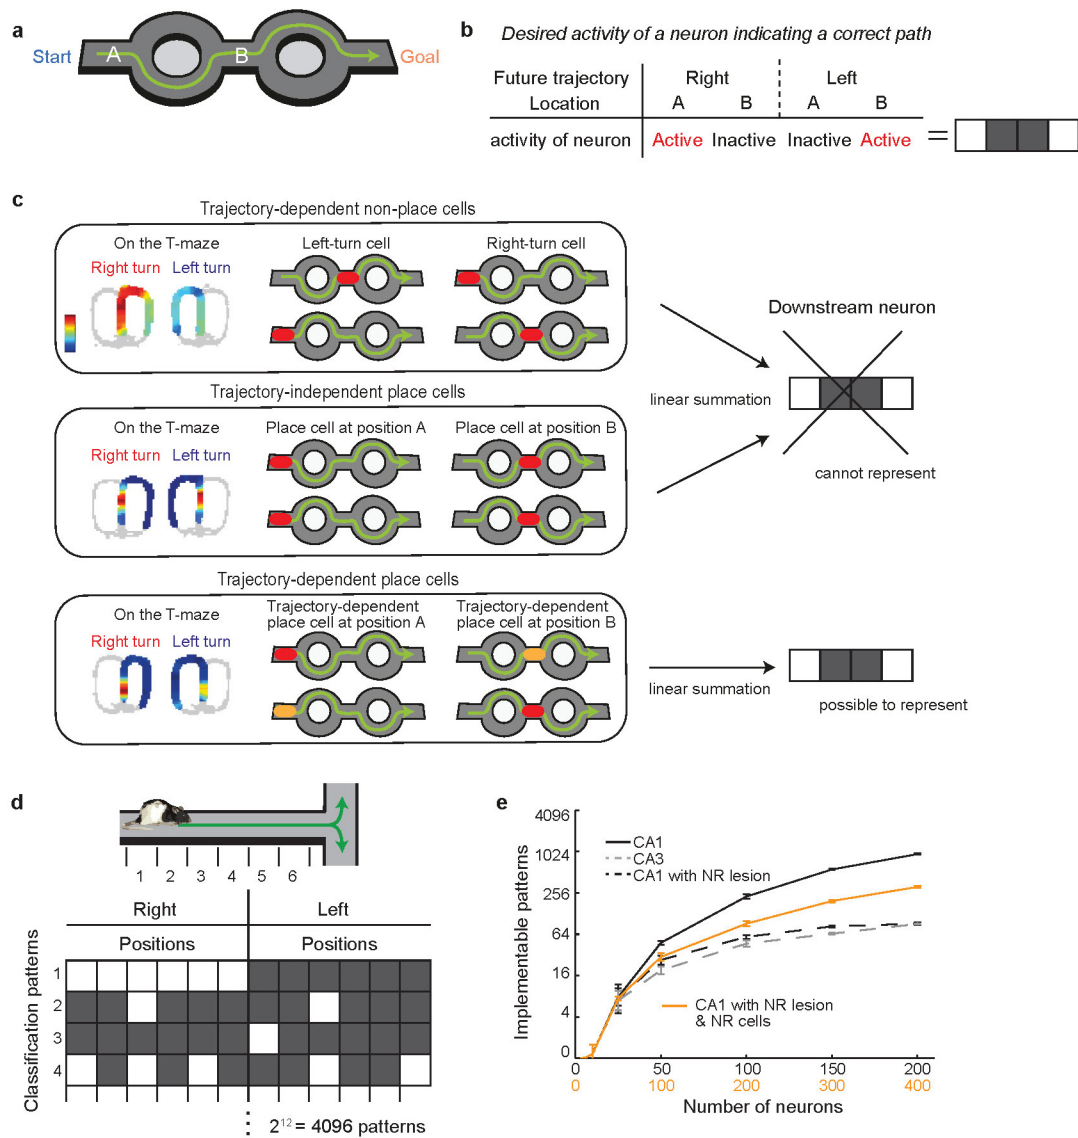 a
Start
A
B
Goal
b
Desired activity of a neuron indicating a correct path
Future trajectory Right Left
Location A B A B
activity of neuron Active Inactive Inactive Active =
c
Trajectory-dependent non-place cells
On the T-maze Left-turn cell Right-turn cell
Right turn Left turn
Trajectory-independent place cells
On the T-maze Place cell at position A Place cell at position B
Right turn Left turn
Downstream neuron
linear summation
cannot represent
Trajectory-dependent place cells
On the T-maze Trajectory-dependent Trajectory-dependent
place cell at position A place cell at position B
Right turn Left turn
linear summation
possible to represent
d
1 2 3 4 5 6
Right Left
Positions Positions
Classification patterns
1
2
3
4
2¹² = 4096 patterns
e
Implementable patterns
4096
1024
256
64
16
4
0
CA1
CA3
CA1 with NR lesion
CA1 with NR lesion
& NR cells
0 50 100 150 200
0 100 200 300 400
Number of neurons